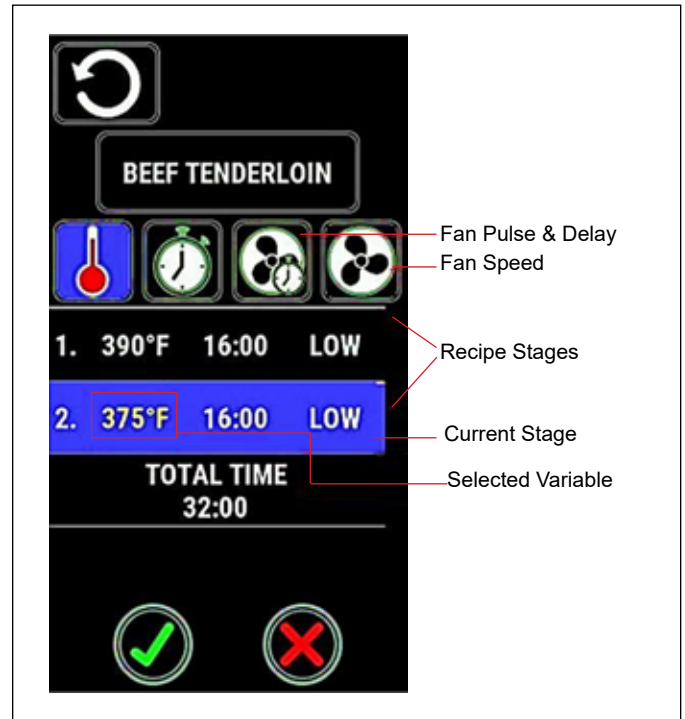 BEEF TENDERLOIN
Fan Pulse & Delay
Fan Speed
1. 390°F 16:00 LOW
Recipe Stages
2. 375°F 16:00 LOW
Current Stage
Selected Variable
TOTAL TIME
32:00